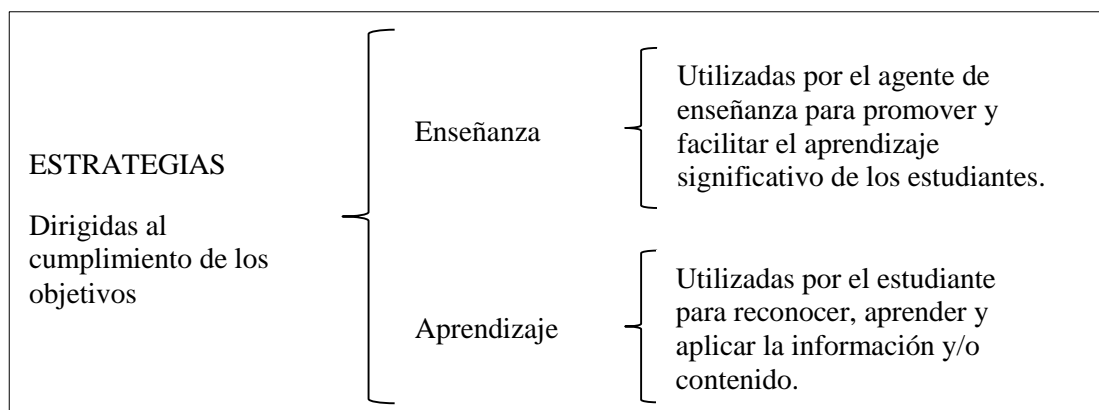 ESTRATEGIAS
Dirigidas al
cumplimiento de los
objetivos
Enseñanza
Utilizadas por el agente de
enseñanza para promover y
facilitar el aprendizaje
significativo de los estudiantes.
Aprendizaje
Utilizadas por el estudiante
para reconocer, aprender y
aplicar la información y/o
contenido.